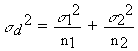 σd² = σ1²/n1 + σ2²/n2